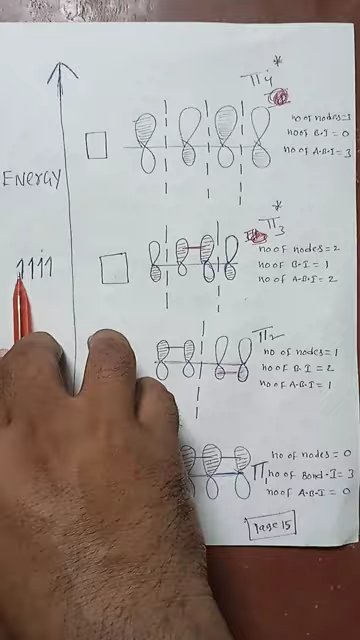 Π4*
no of nodes=3
no of B·I = 0
no of A·B·I = 3
ENERGY
Π3*
no of nodes=2
no of B·I = 1
no of A·B·I = 2
1111
Π2
no of nodes = 1
no of B·I = 2
no of A·B·I = 1
Π1
no of nodes = 0
no of Bond-I = 3
no of A·B·I = 0
Page 15